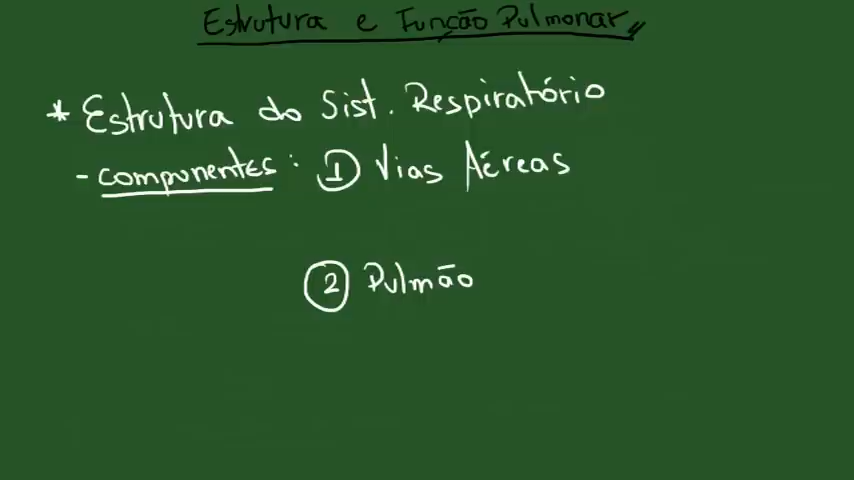 Estrutura e Função Pulmonar
* Estrutura do Sist. Respiratório
- componentes: 1 Vias Aéreas
2 Pulmão